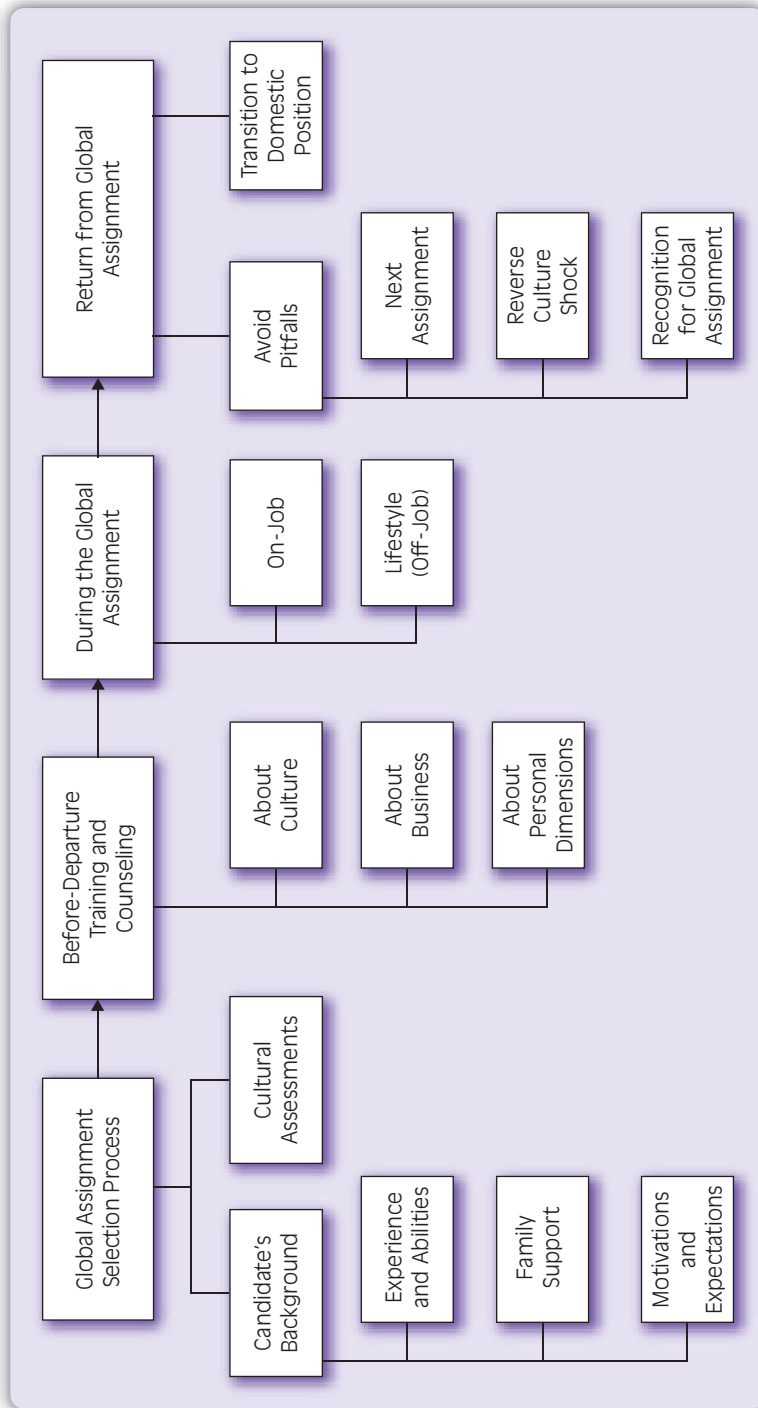 Global Assignment
Selection Process
Candidate's
Background
Experience
and Abilities
Family
Support
Motivations
and
Expectations
Cultural
Assessments
Before-Departure
Training and
Counseling
About
Culture
About
Business
About
Personal
Dimensions
During the Global
Assignment
On-Job
Lifestyle
(Off-Job)
Return from Global
Assignment
Avoid
Pitfalls
Next
Assignment
Reverse
Culture
Shock
Recognition
for Global
Assignment
Transition to
Domestic
Position